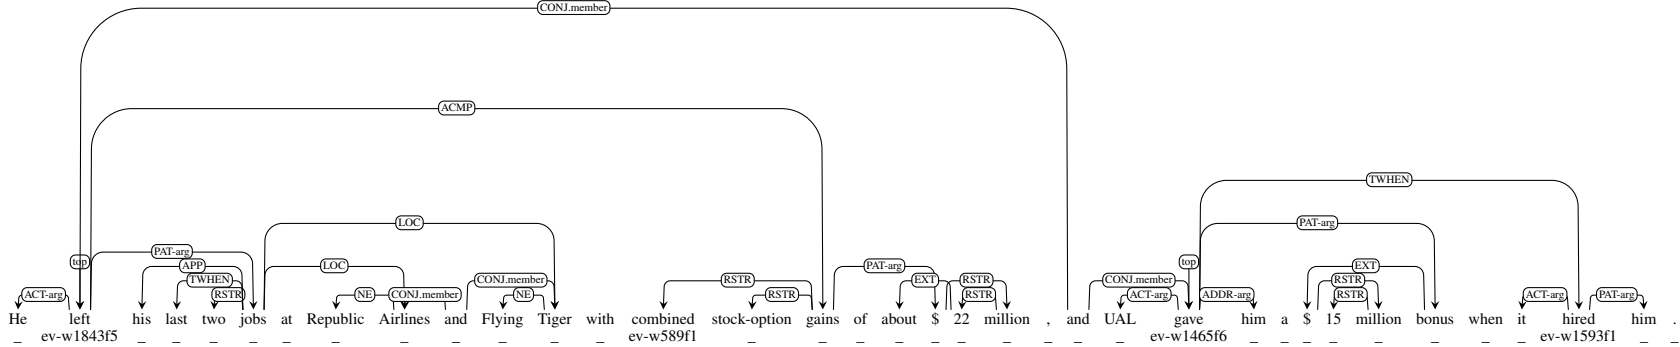 CONJ.member
ACMP
TWHEN
LOC PAT-arg
PAT-arg
top top
APP LOC PAT-arg EXT
TWHEN CONJ.member RSTR EXT RSTR CONJ.member RSTR
ACT-arg RSTR NE CONJ.member NE RSTR RSTR ACT-arg ADDR-arg RSTR ACT-arg PAT-arg
He left his last two jobs at Republic Airlines and Flying Tiger with combined stock-option gains of about $ 22 million , and UAL gave him a $ 15 million bonus when it hired him .
_ ev-w1843f5 _ _ _ _ _ _ _ _ _ _ _ ev-w589f1 _ _ _ _ _ _ _ _ _ _ ev-w1465f6 _ _ _ _ _ _ _ _ ev-w1593f1 _ _